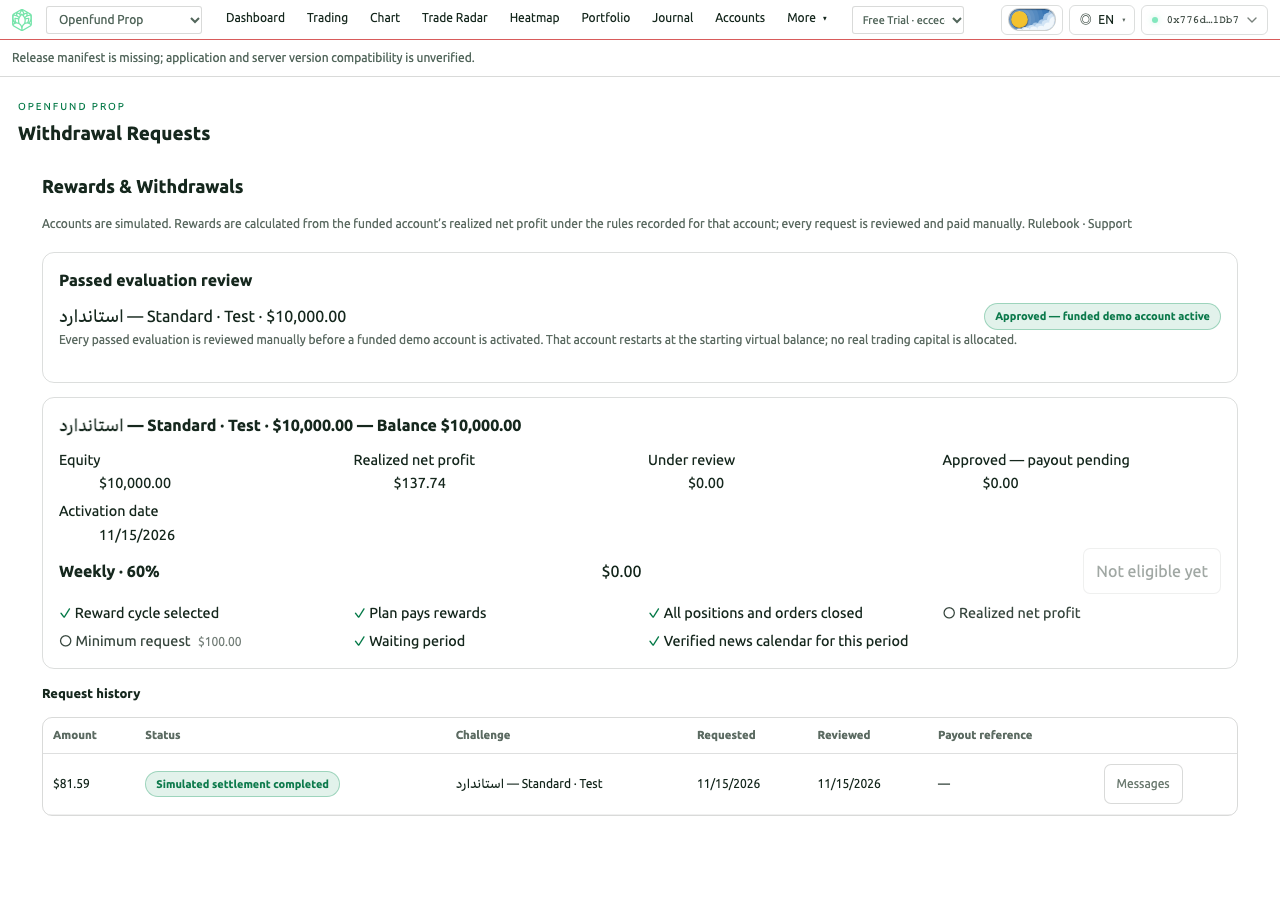 Openfund Prop Dashboard Trading Chart Trade Radar Heatmap Portfolio Journal Accounts More Free Trial · eccec EN 0x776d…1Db7
Release manifest is missing; application and server version compatibility is unverified.
OPENFUND PROP
Withdrawal Requests
Rewards & Withdrawals
Accounts are simulated. Rewards are calculated from the funded account’s realized net profit under the rules recorded for that account; every request is reviewed and paid manually. Rulebook · Support
Passed evaluation review
استاندارد — Standard · Test · $10,000.00 Approved — funded demo account active
Every passed evaluation is reviewed manually before a funded demo account is activated. That account restarts at the starting virtual balance; no real trading capital is allocated.
استاندارد — Standard · Test · $10,000.00 — Balance $10,000.00
Equity Realized net profit Under review Approved — payout pending
$10,000.00 $137.74 $0.00 $0.00
Activation date
11/15/2026
Weekly · 60% $0.00 Not eligible yet
✓ Reward cycle selected ✓ Plan pays rewards ✓ All positions and orders closed ○ Realized net profit
○ Minimum request $100.00 ✓ Waiting period ✓ Verified news calendar for this period
Request history
Amount Status Challenge Requested Reviewed Payout reference
$81.59 Simulated settlement completed استاندارد — Standard · Test 11/15/2026 11/15/2026 — Messages